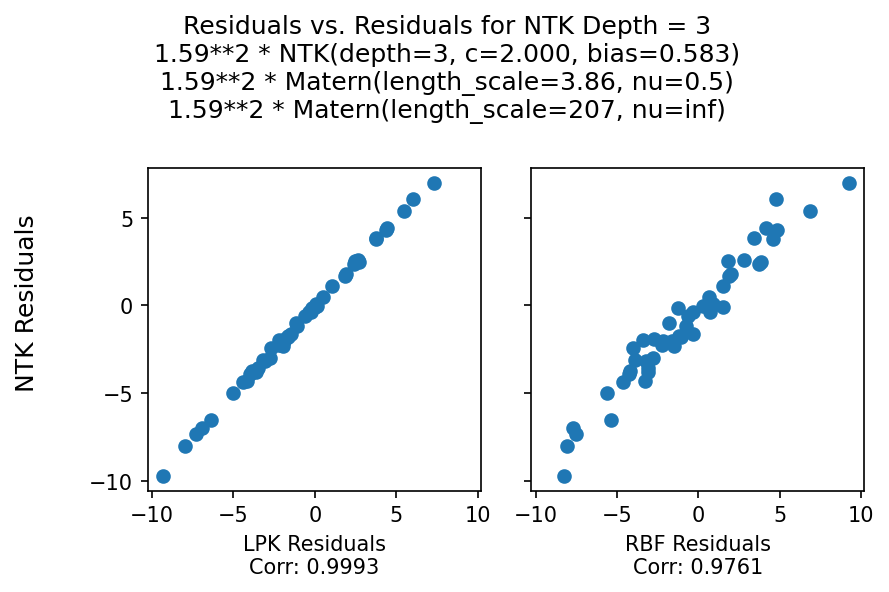 Residuals vs. Residuals for NTK Depth = 3
1.59**2 * NTK(depth=3, c=2.000, bias=0.583)
1.59**2 * Matern(length_scale=3.86, nu=0.5)
1.59**2 * Matern(length_scale=207, nu=inf)
NTK Residuals
5
0
−5
−10
−10 −5 0 5 10
−10 −5 0 5 10
LPK Residuals
Corr: 0.9993
RBF Residuals
Corr: 0.9761